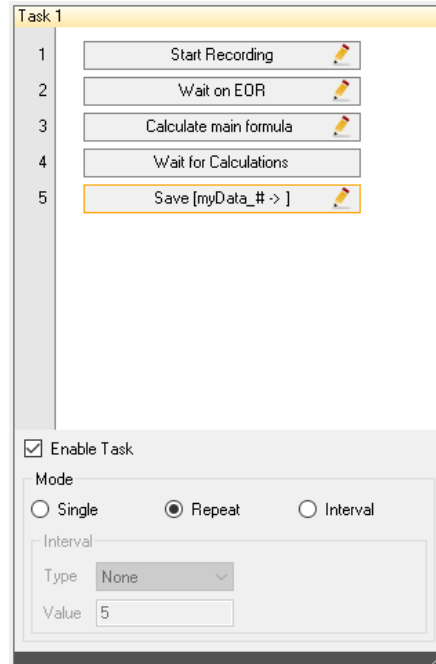 Task 1
1 Start Recording
2 Wait on EOR
3 Calculate main formula
4 Wait for Calculations
5 Save [myData_# -> ]
Enable Task
Mode
Single Repeat Interval
Interval
Type None
Value 5